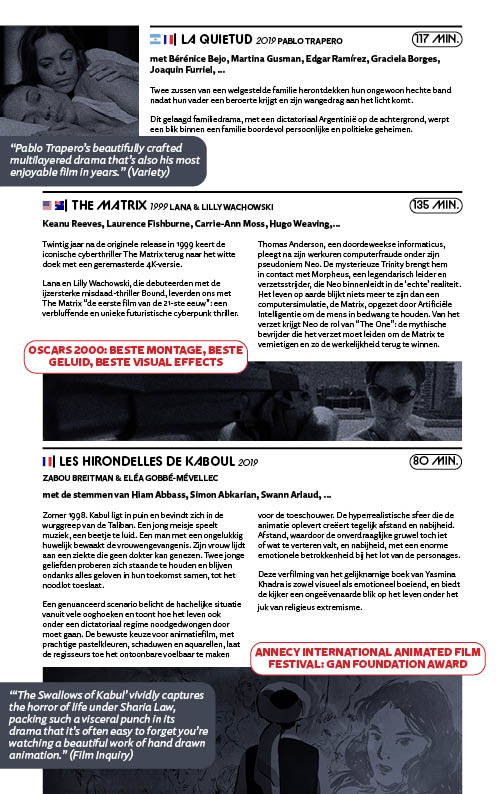 LA QUIETUD 2019 PABLO TRAPERO
117 MIN.
met Bérénice Bejo, Martina Gusman, Edgar Ramírez, Graciela Borges,
Joaquin Furriel, ...
Twee zussen van een welgestelde familie herontdekken hun ongewoon hechte band
nadat hun vader een beroerte krijgt en zijn wangedrag aan het licht komt.
Dit gelaagd familiedrama, met een dictatoriaal Argentinië op de achtergrond, werpt
een blik binnen een familie boordevol persoonlijke en politieke geheimen.
“Pablo Trapero's beautifully crafted
multilayered drama that's also his most
enjoyable film in years.” (Variety)
THE MATRIX 1999 LANA & LILLY WACHOWSKI
135 MIN.
Keanu Reeves, Laurence Fishburne, Carrie-Ann Moss, Hugo Weaving,...
Twintig jaar na de originele release in 1999 keert de
iconische cyberthriller The Matrix terug naar het witte
doek met een geremasterde 4K-versie.
Lana en Lilly Wachowski, die debuteerden met de
ijzersterke misdaad-thriller Bound, leverden ons met
The Matrix “de eerste film van de 21-ste eeuw” : een
verbluffende en unieke futuristische cyberpunk thriller.
Thomas Anderson, een doordeweekse informaticus,
pleegt na zijn werkuren computerfraude onder zijn
pseudoniem Neo. De mysterieuze Trinity brengt hem
in contact met Morpheus, een legendarisch leider en
verzetsstrijder, die Neo binnenleidt in de ‘echte’ realiteit.
Het leven op aarde blijkt niets meer te zijn dan een
computersimulatie, de Matrix, opgezet door Artificiële
Intelligentie om de mens in bedwang te houden. Van het
verzet krijgt Neo de rol van “The One”: de mythische
bevrijder die het verzet moet leiden om de Matrix te
vernietigen en zo de werkelijkheid terug te winnen.
OSCARS 2000: BESTE MONTAGE, BESTE
GELUID, BESTE VISUAL EFFECTS
LES HIRONDELLES DE KABOUL 2019
80 MIN.
ZABOU BREITMAN & ELÉA GOBBÉ-MÉVELLEC
met de stemmen van Hiam Abbass, Simon Abkarian, Swann Arlaud, ...
Zomer 1998. Kabul ligt in puin en bevindt zich in de
wurggreep van de Taliban. Een jong meisje speelt
muziek, een beetje te luid. Een man met een ongelukkig
huwelijk bewaakt de vrouwengevangenis. Zijn vrouw lijdt
aan een ziekte die geen dokter kan genezen. Twee jonge
geliefden proberen zich staande te houden en blijven
ondanks alles geloven in hun toekomst samen, tot het
noodlot toeslaat.
Een genuanceerd scenario belicht de hachelijke situatie
vanuit vele ooghoeken en toont hoe het leven ook
onder een dictatoriaal regime noodgedwongen door
moet gaan. De bewuste keuze voor animatiefilm, met
prachtige pastelkleuren, schaduwen en aquarellen, laat
de regisseurs toe het ontoonbare voelbaar te maken
voor de toeschouwer. De hyperrealistische sfeer die de
animatie oplevert creëert tegelijk afstand en nabijheid.
Afstand, waardoor de onverdraaglijke gruwel toch iet
of wat te verteren valt, en nabijheid, met een enorme
emotionele betrokkenheid bij het lot van de personages.
Deze verfilming van het gelijknamige boek van Yasmina
Khadra is zowel visueel als emotioneel boeiend, en biedt
de kijker een ongeëvenaarde blik op het leven onder het
juk van religieus extremisme.
ANNECY INTERNATIONAL ANIMATED FILM
FESTIVAL: GAN FOUNDATION AWARD
“‘The Swallows of Kabul’ vividly captures
the horror of life under Sharia Law,
packing such a visceral punch in its
drama that it's often easy to forget you're
watching a beautiful work of hand drawn
animation.” (Film Inquiry)